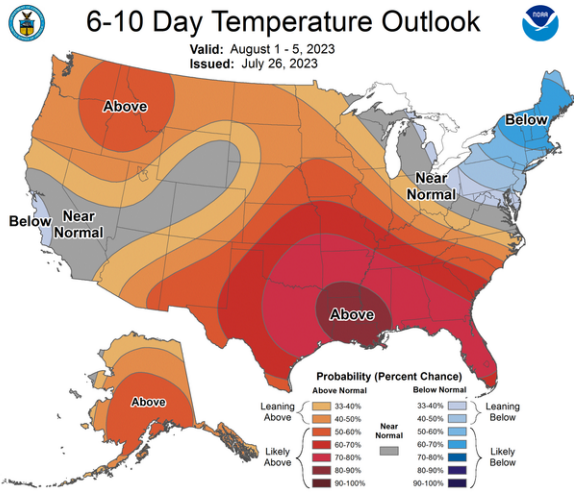 6-10 Day Temperature Outlook
Valid: August 1 - 5, 2023
Issued: July 26, 2023
NOAA
Above
Below
Near
Normal
Below
Near
Normal
Above
Above
Probability (Percent Chance)
Above Normal
Below Normal
Leaning
Above
33-40%
40-50%
Likely
Above
50-60%
60-70%
70-80%
80-90%
90-100%
Near
Normal
33-40%
40-50%
Leaning
Below
50-60%
60-70%
70-80%
80-90%
90-100%
Likely
Below